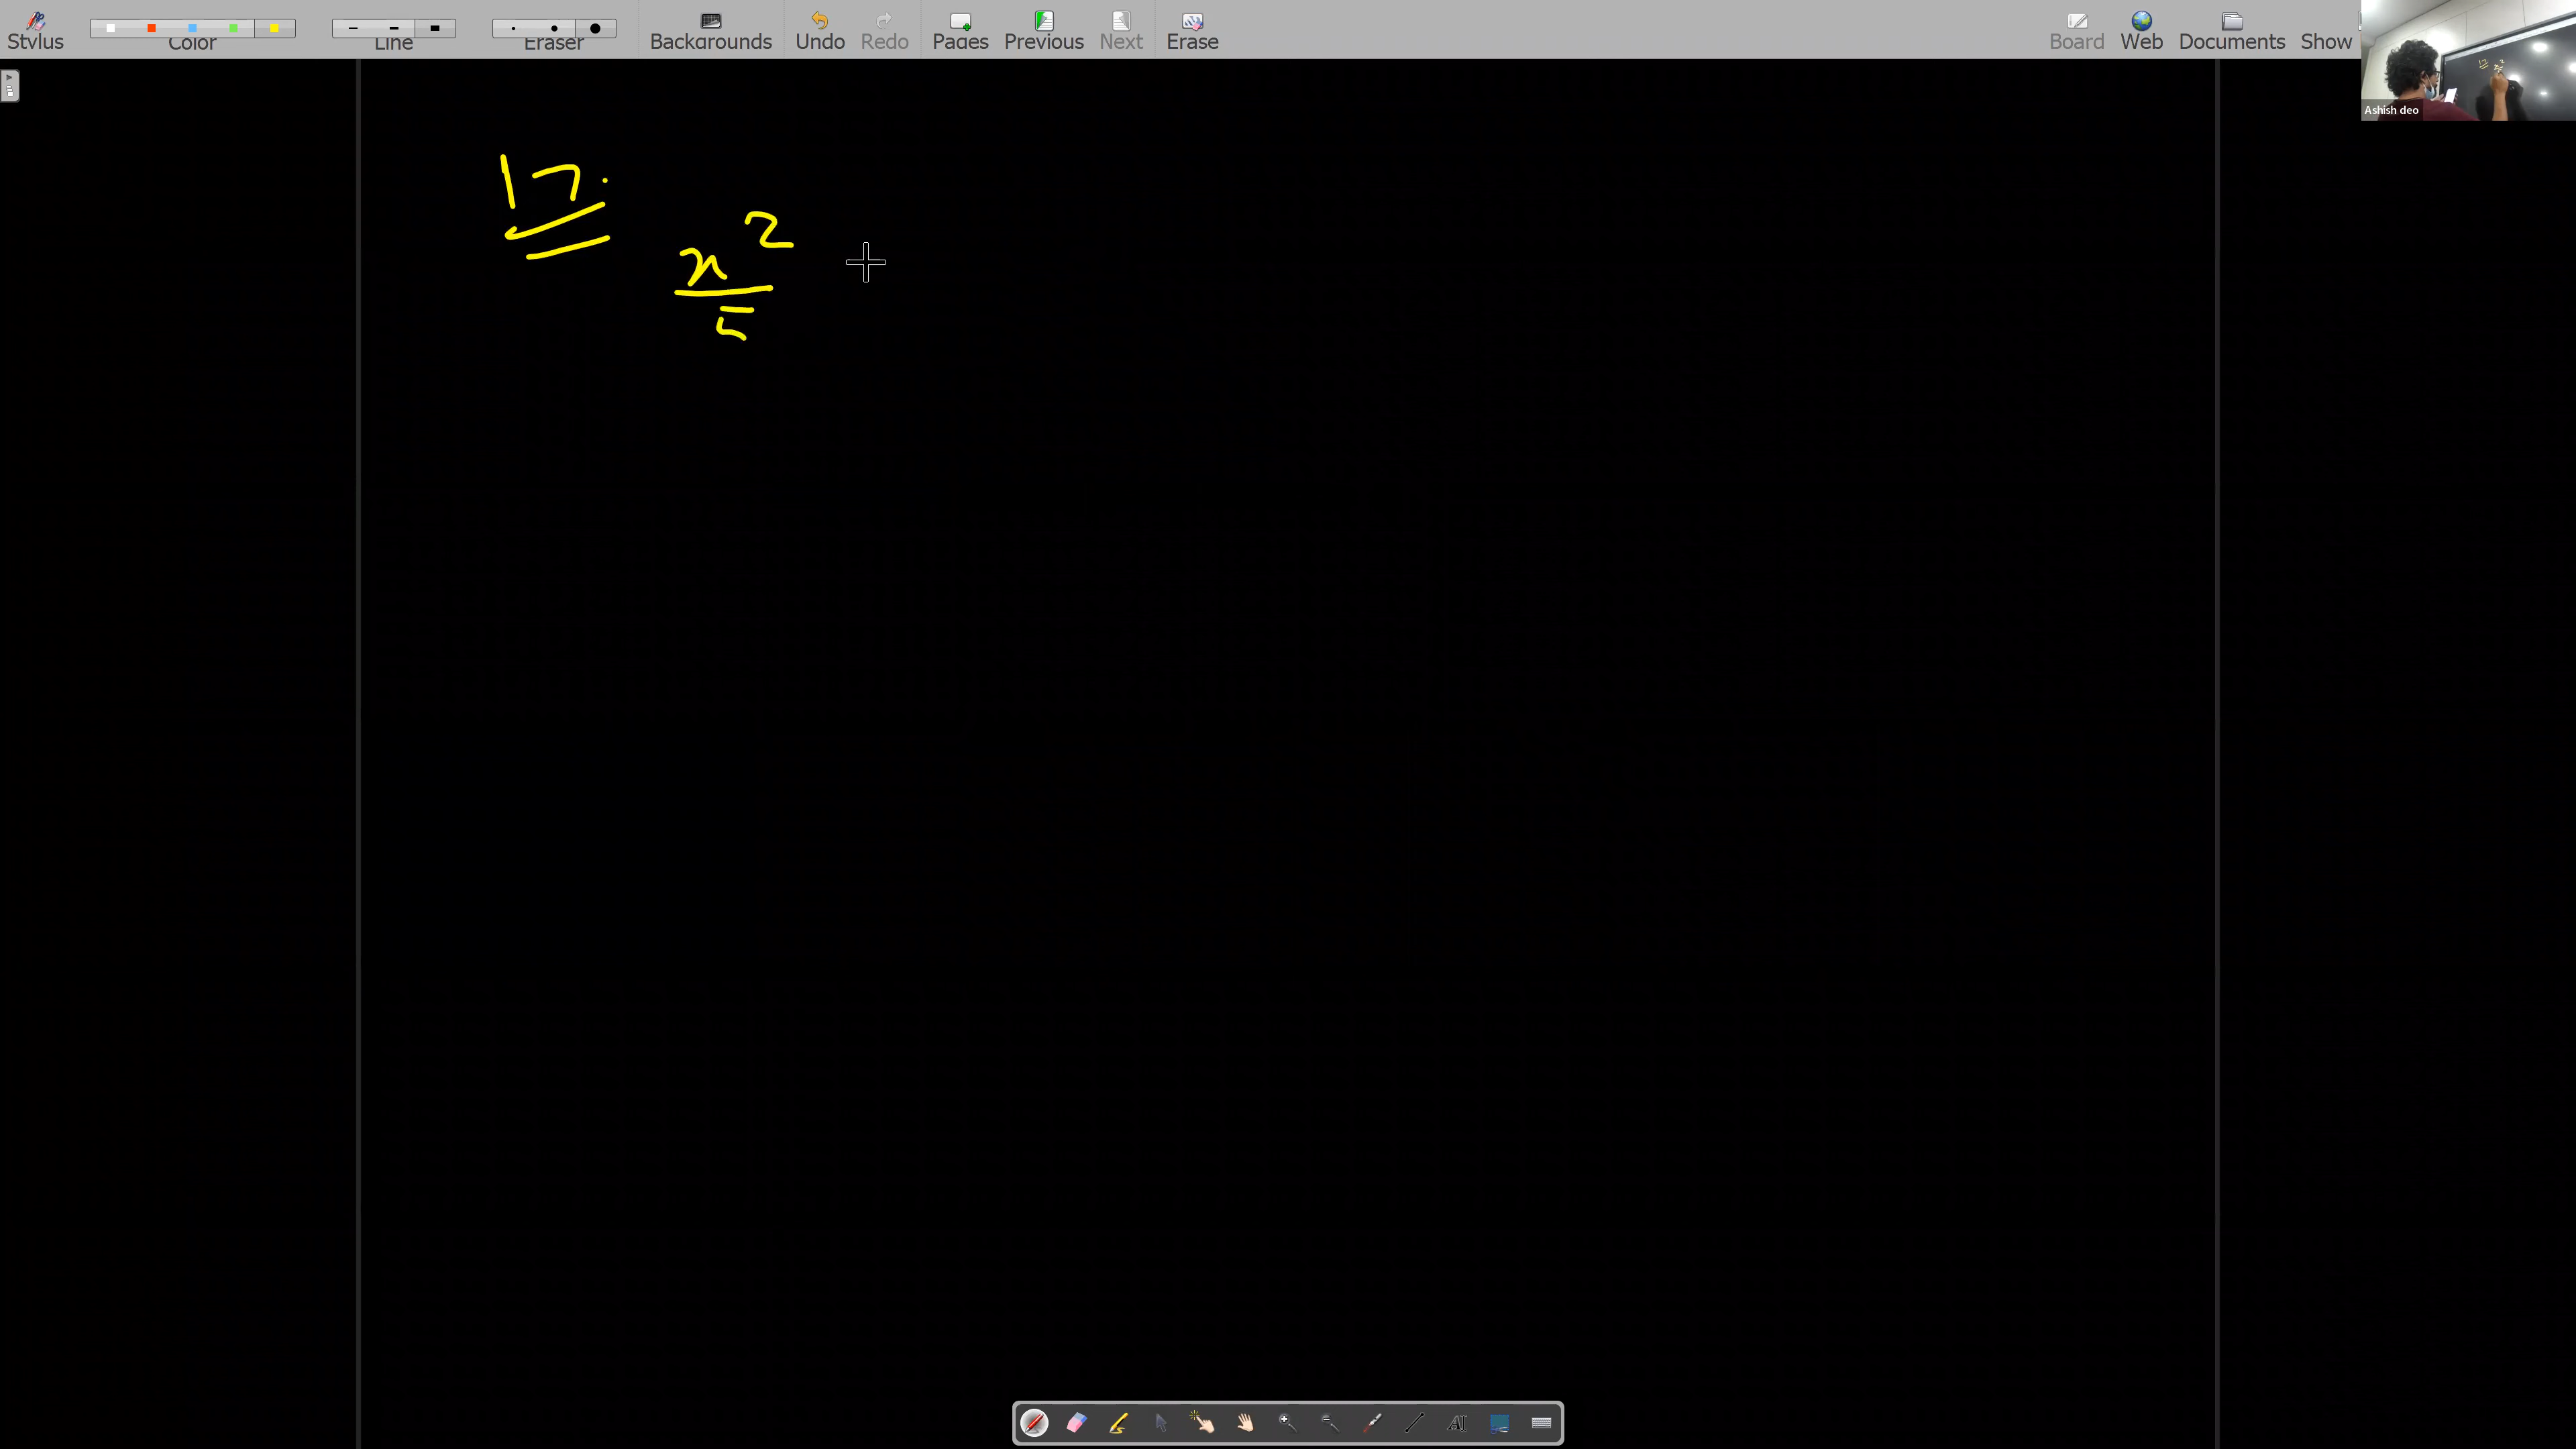 Stylus Color Line Eraser Backgrounds Undo Redo Pages Previous Next Erase Board Web Documents Show
Ashish deo
17.
x²
5
AI